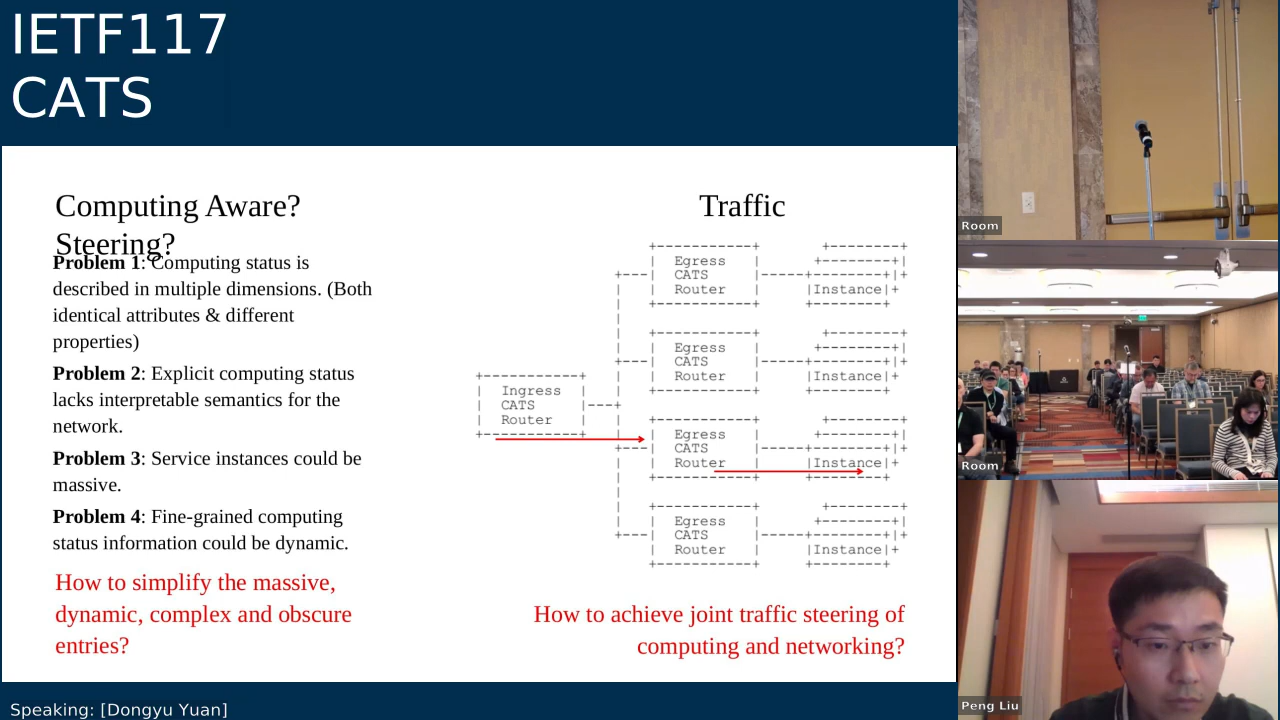 IETF117
CATS
Computing Aware?
Steering?
Traffic
Problem 1: Computing status is
described in multiple dimensions. (Both
identical attributes & different
properties)
Problem 2: Explicit computing status
lacks interpretable semantics for the
network.
Problem 3: Service instances could be
massive.
Problem 4: Fine-grained computing
status information could be dynamic.
How to simplify the massive,
dynamic, complex and obscure
entries?
Ingress
CATS
Router
Egress
CATS
Router
Instance
Egress
CATS
Router
Instance
Egress
CATS
Router
Instance
Egress
CATS
Router
Instance
How to achieve joint traffic steering of
computing and networking?
Speaking: [Dongyu Yuan]
Room
Room
Peng Liu